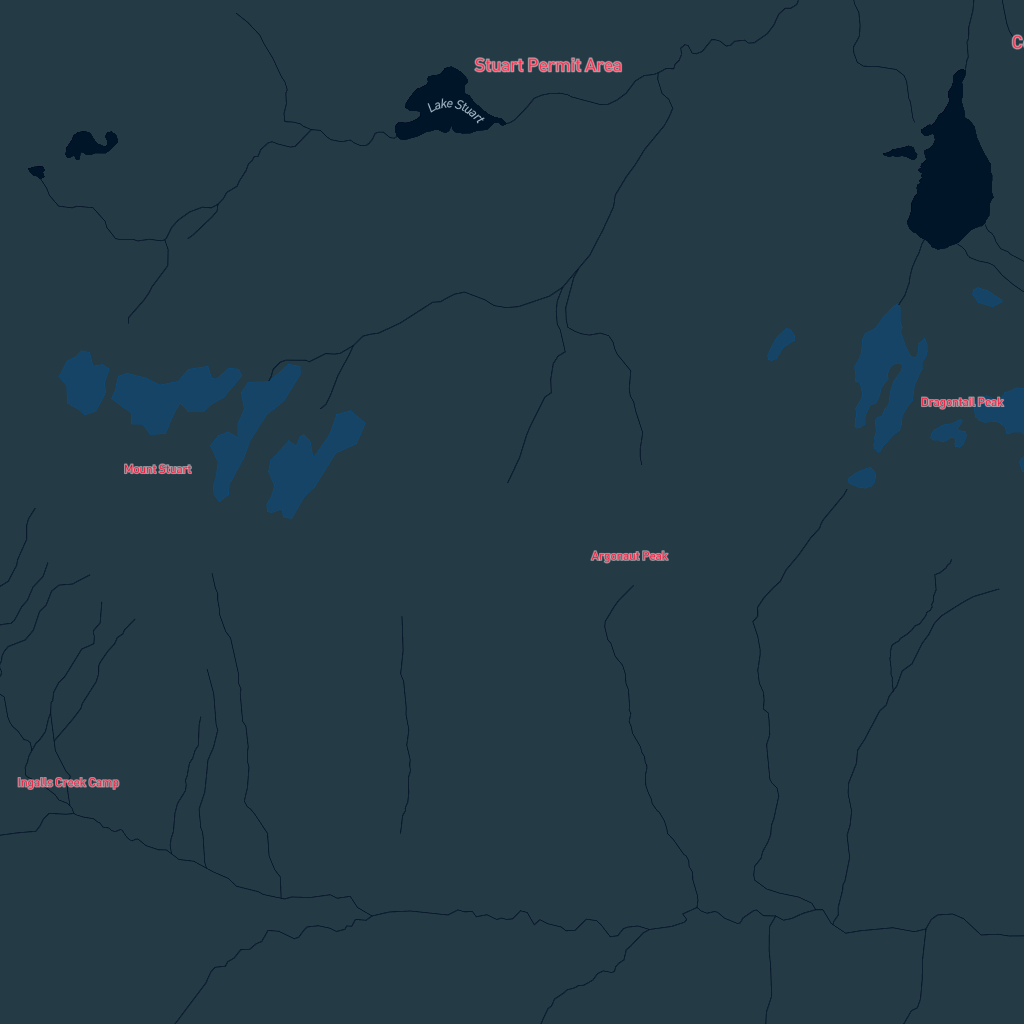 C
Stuart Permit Area
Lake Stuart
Dragontail Peak
Mount Stuart
Argonaut Peak
Ingalls Creek Camp